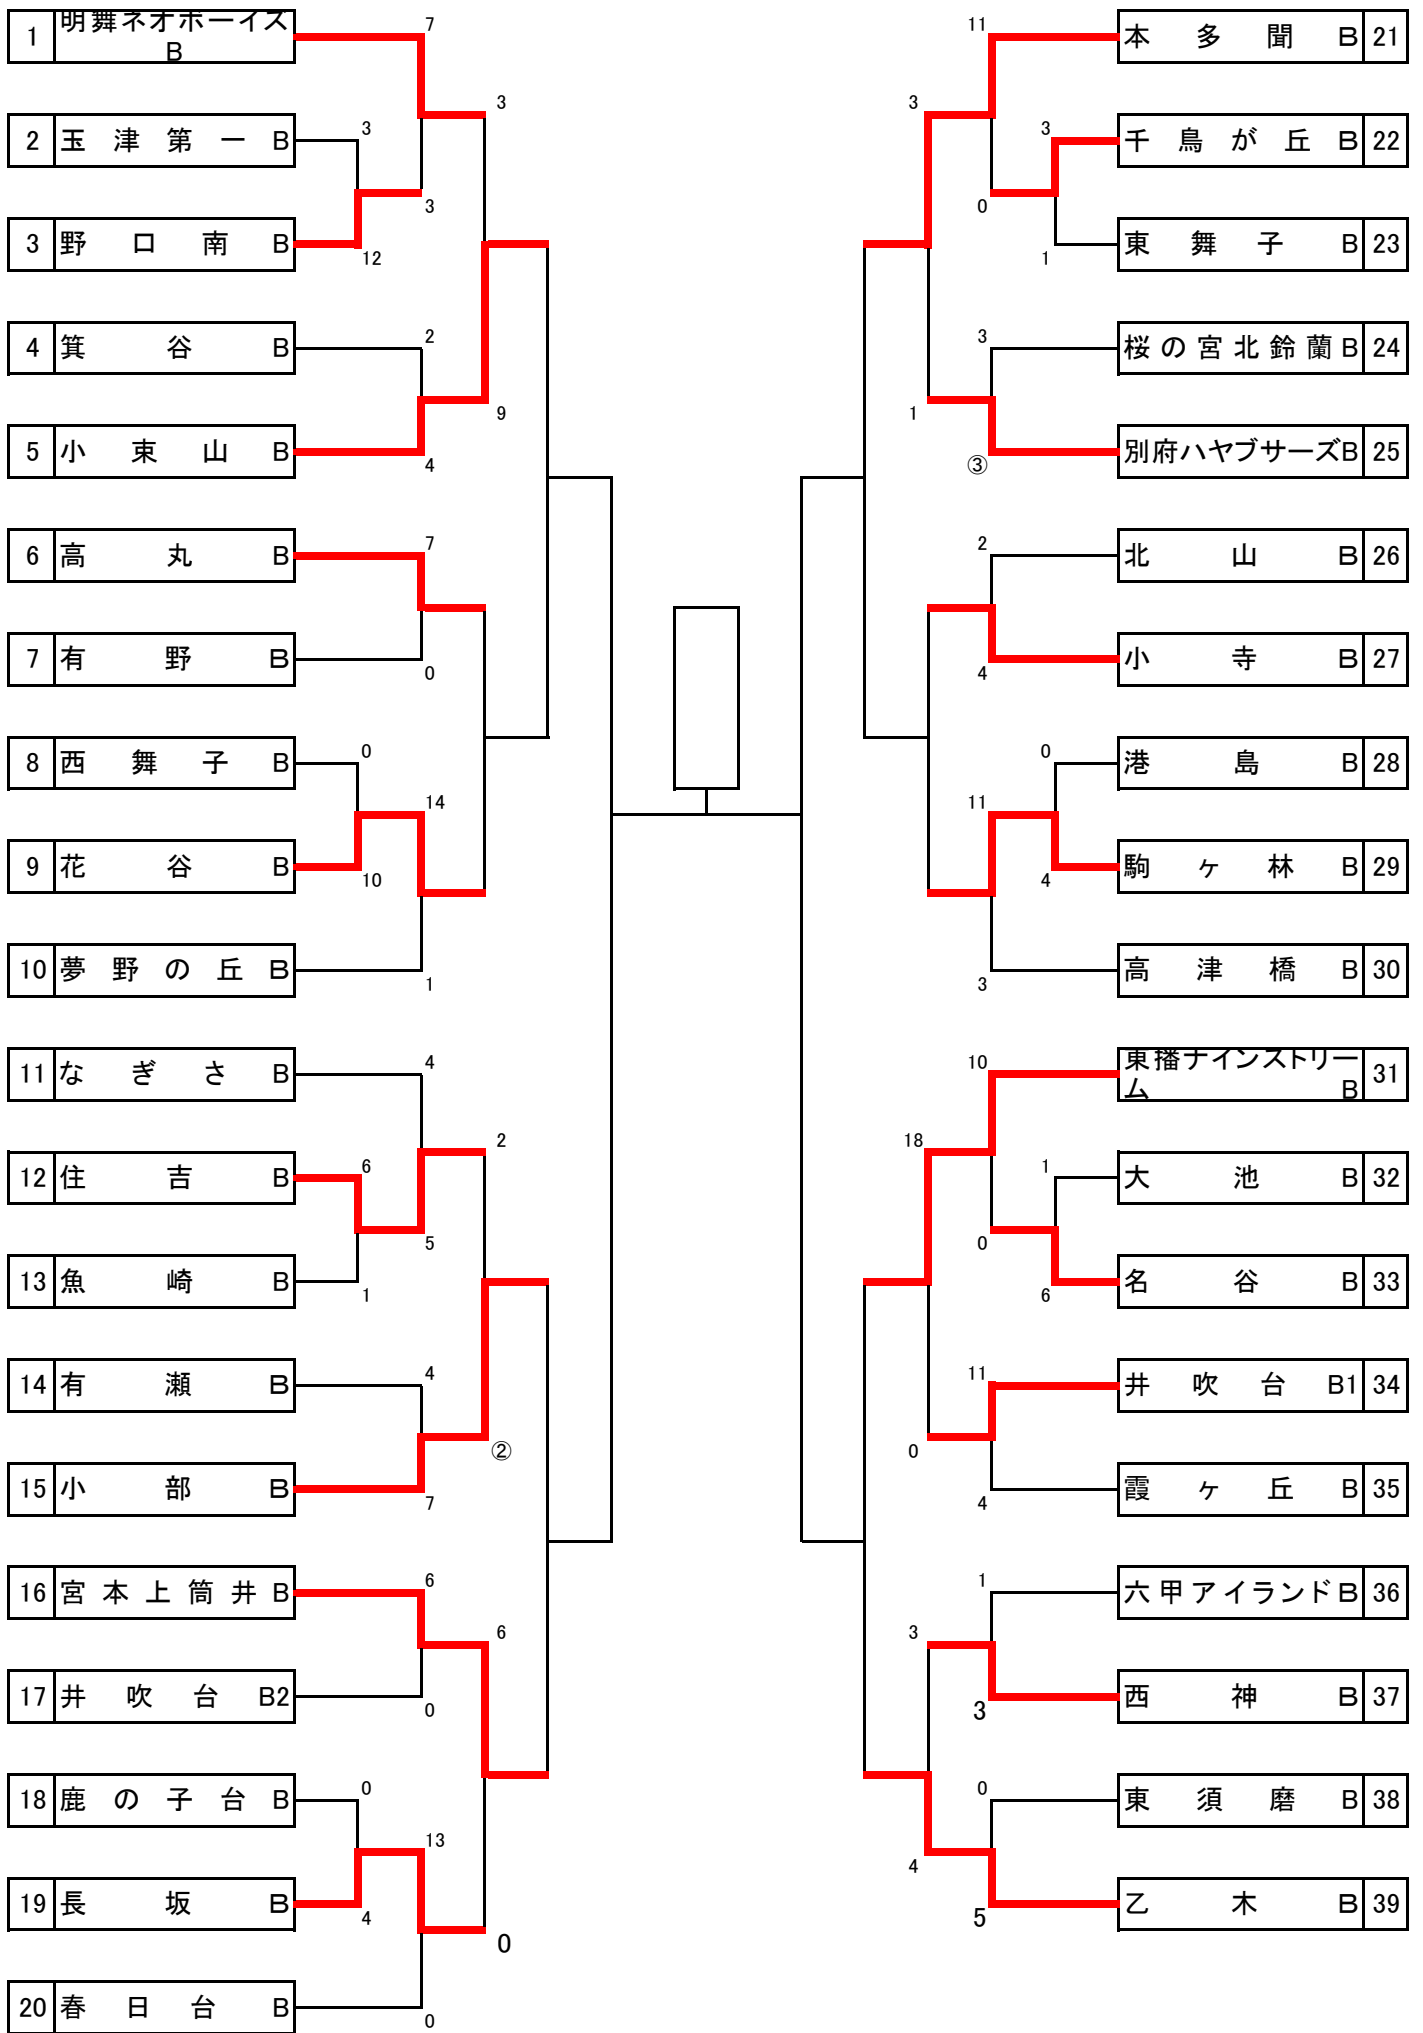 1 明舞ネオボーイズ
B
2 玉津第一 B
3 野口南 B
4 箕谷 B
5 小束山 B
6 高丸 B
7 有野 B
8 西舞子 B
9 花谷 B
10 夢野の丘 B
11 なぎさ B
12 住吉 B
13 魚崎 B
14 有瀬 B
15 小部 B
16 宮本上筒井 B
17 井吹台 B2
18 鹿の子台 B
19 長坂 B
20 春日台 B
7
3
3
3
12
2
9
4
7
0
0
14
10
1
4
2
6
5
1
4
②
7
6
6
0
0
13
4
0
0
11
3
3
0
1
3
1
③
2
4
0
11
4
3
10
18
1
0
6
11
0
4
1
3
3
0
4
5
本多聞 B 21
千鳥が丘 B 22
東舞子 B 23
桜の宮北鈴蘭 B 24
別府ハヤブサーズB 25
北山 B 26
小寺 B 27
港島 B 28
駒ヶ林 B 29
高津橋 B 30
東播ナインストリー
ム B 31
大池 B 32
名谷 B 33
井吹台 B1 34
霞ヶ丘 B 35
六甲アイランド B 36
西神 B 37
東須磨 B 38
乙木 B 39